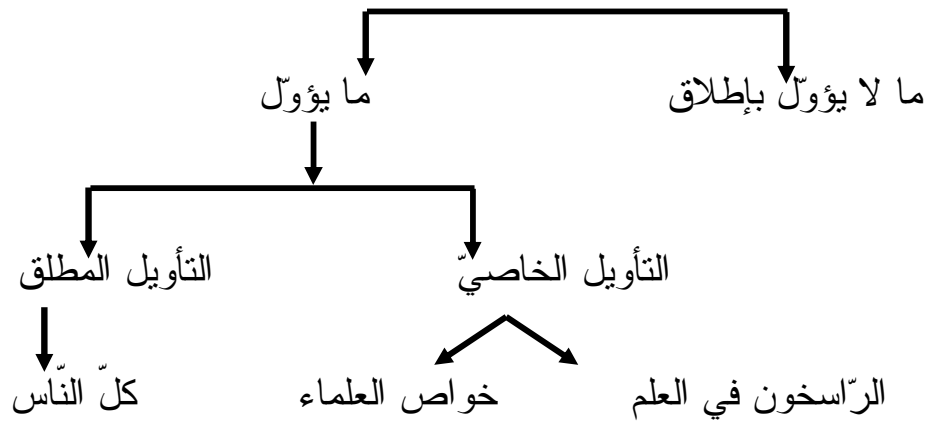 ما لا يؤوّل بإطلاق
ما يؤوّل
التأويل الخاصيّ
التأويل المطلق
الرّاسخون في العلم
خواص العلماء
كلّ النّاس